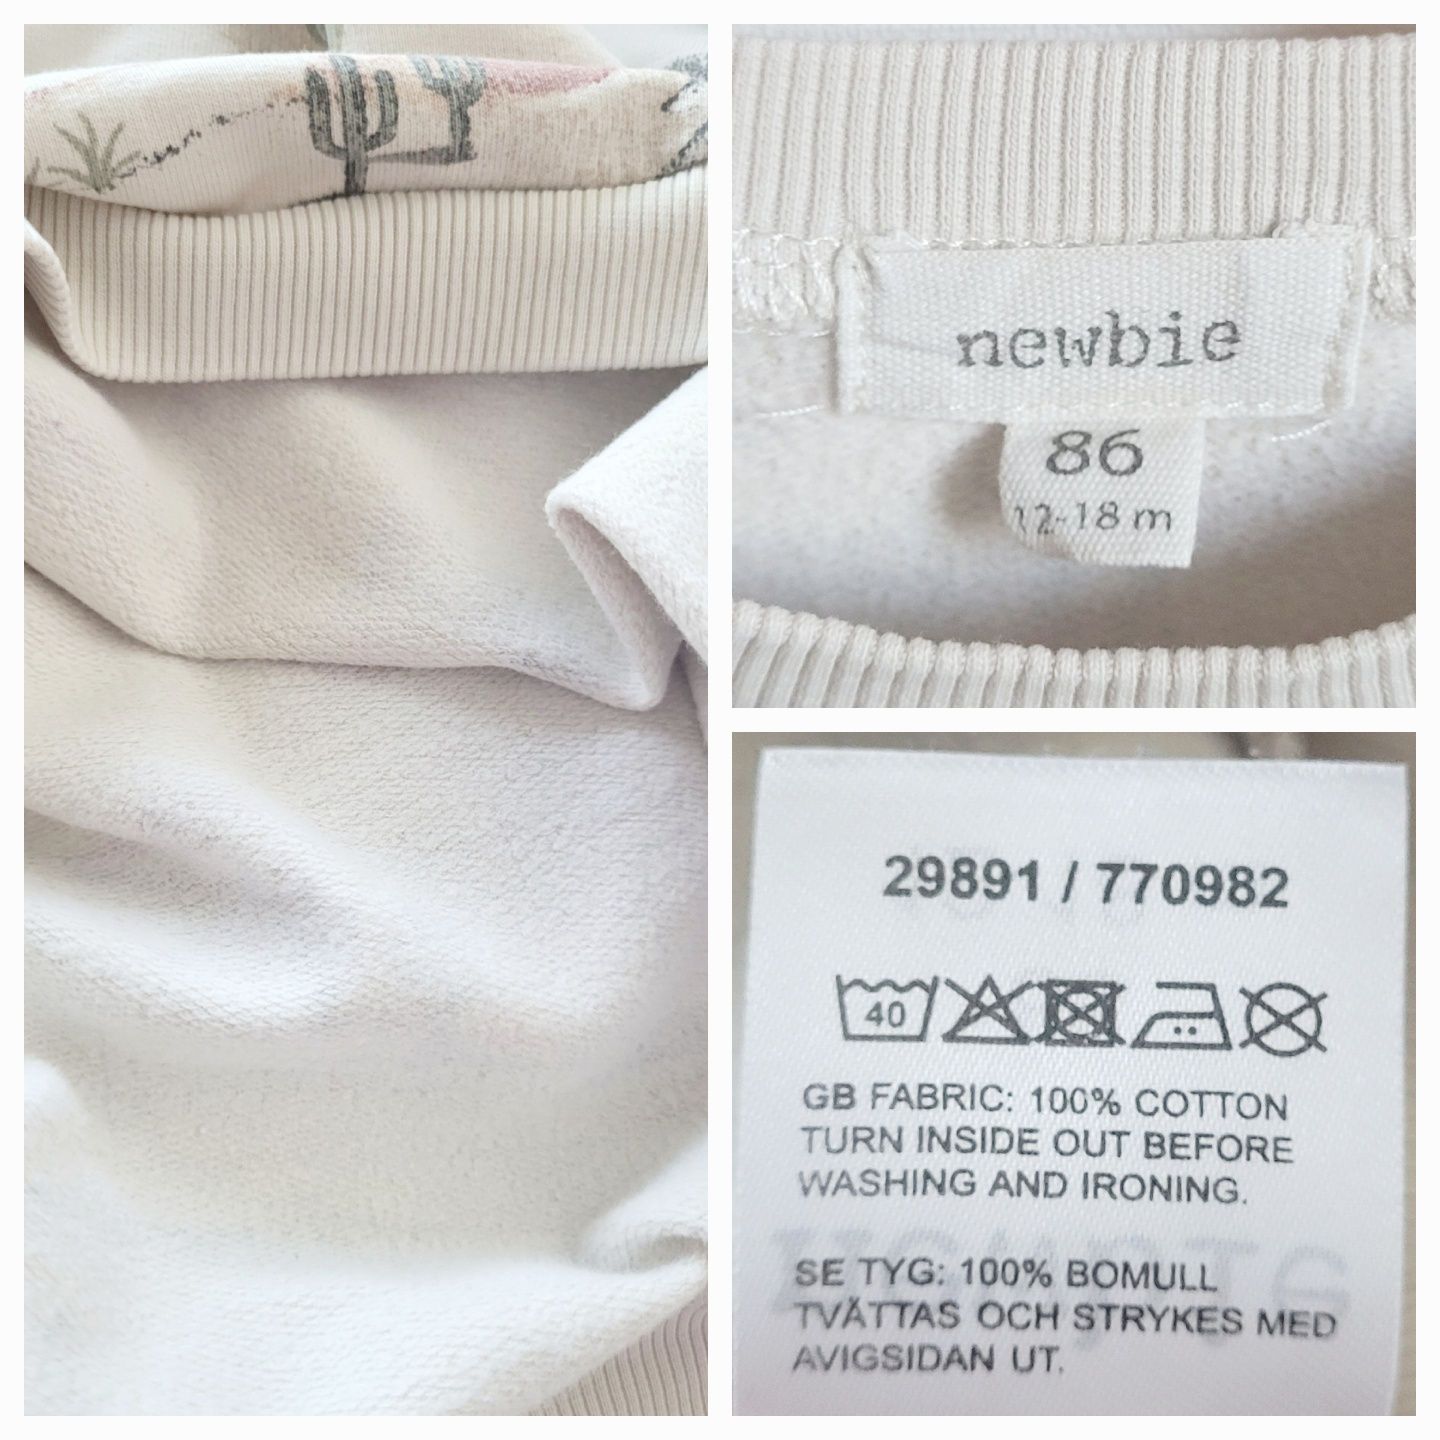 newbie
86
12-18 m
29891 / 770982
40
GB FABRIC: 100% COTTON
TURN INSIDE OUT BEFORE
WASHING AND IRONING.
SE TYG: 100% BOMULL
TVÄTTAS OCH STRYKES MED
AVIGSIDAN UT.